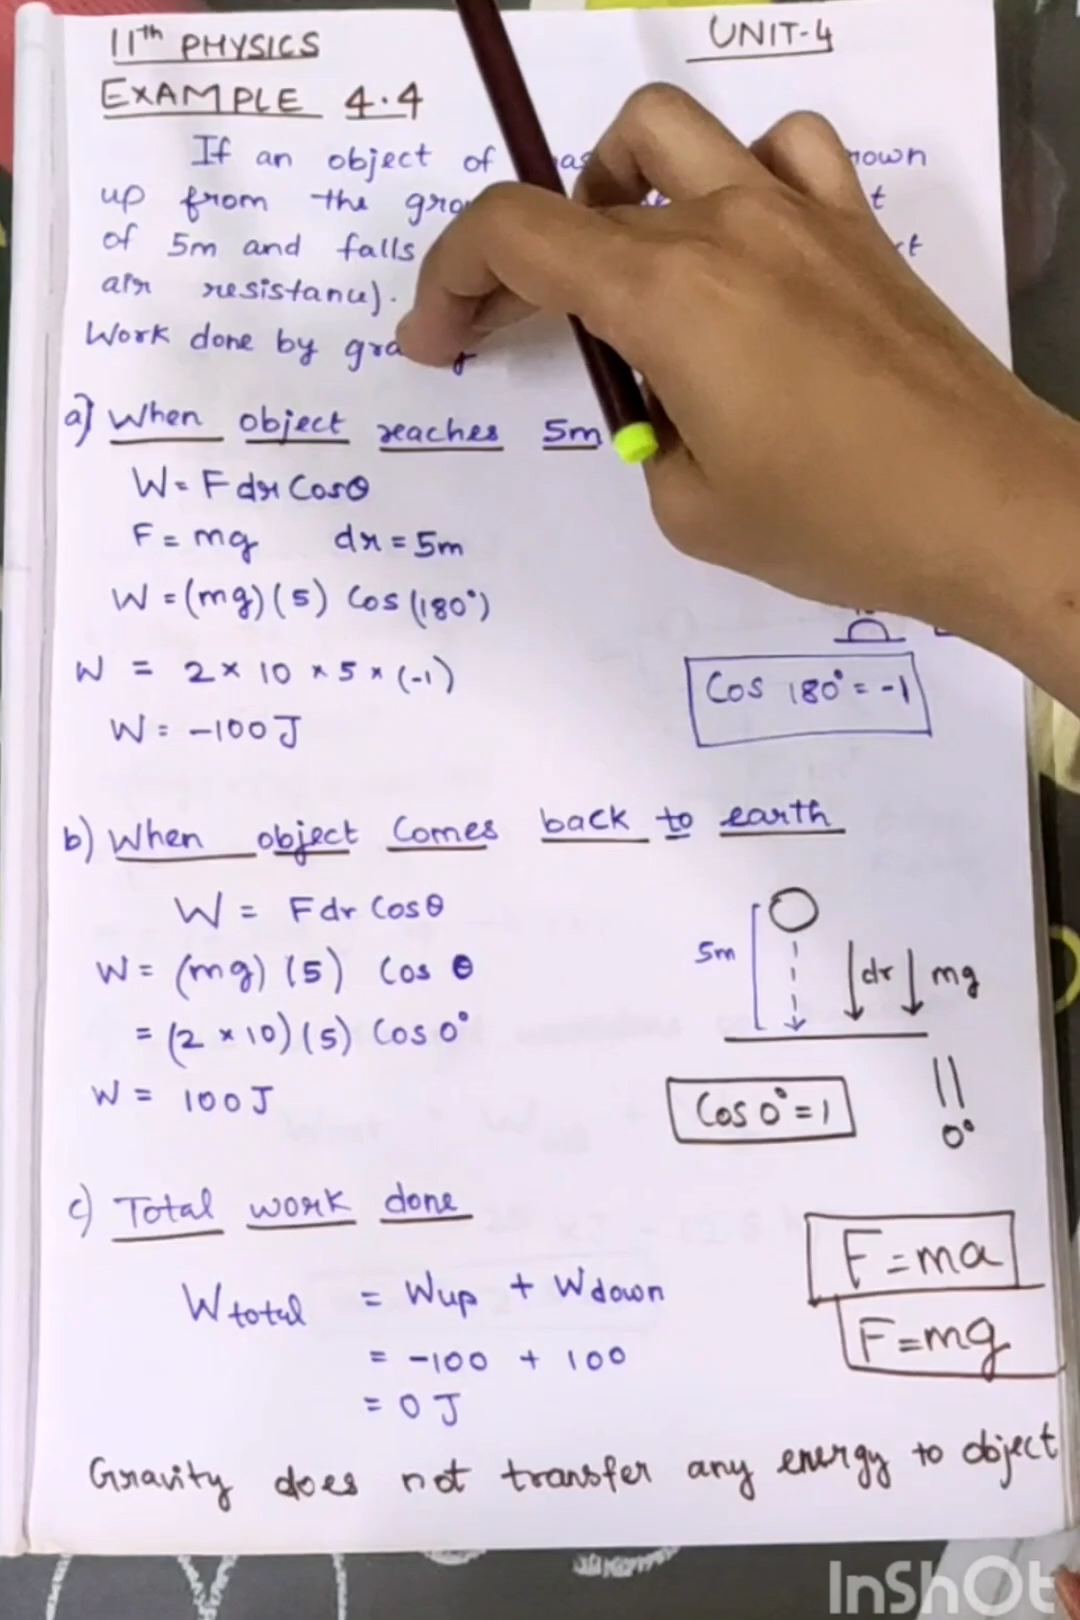 11th PHYSICS UNIT-4
EXAMPLE 4.4
If an object of
up from the
of 5m and falls
air resistance).
Work done by
a) When object reaches 5m
W = F dr Cosθ
F = mg dr = 5m
W = (mg)(5) Cos (180°)
W = 2 × 10 × 5 × (-1)
Cos 180° = -1
W = -100J
b) When object Comes back to earth
W = F dr Cosθ
W = (mg) (5) Cos θ
5m dr mg
= (2 × 10) (5) Cos 0°
W = 100J
Cos 0° = 1
0°
c) Total work done
F = ma
W total = Wup + Wdown
F = mg
= -100 + 100
= 0 J
Gravity does not transfer any energy to object
InShOt